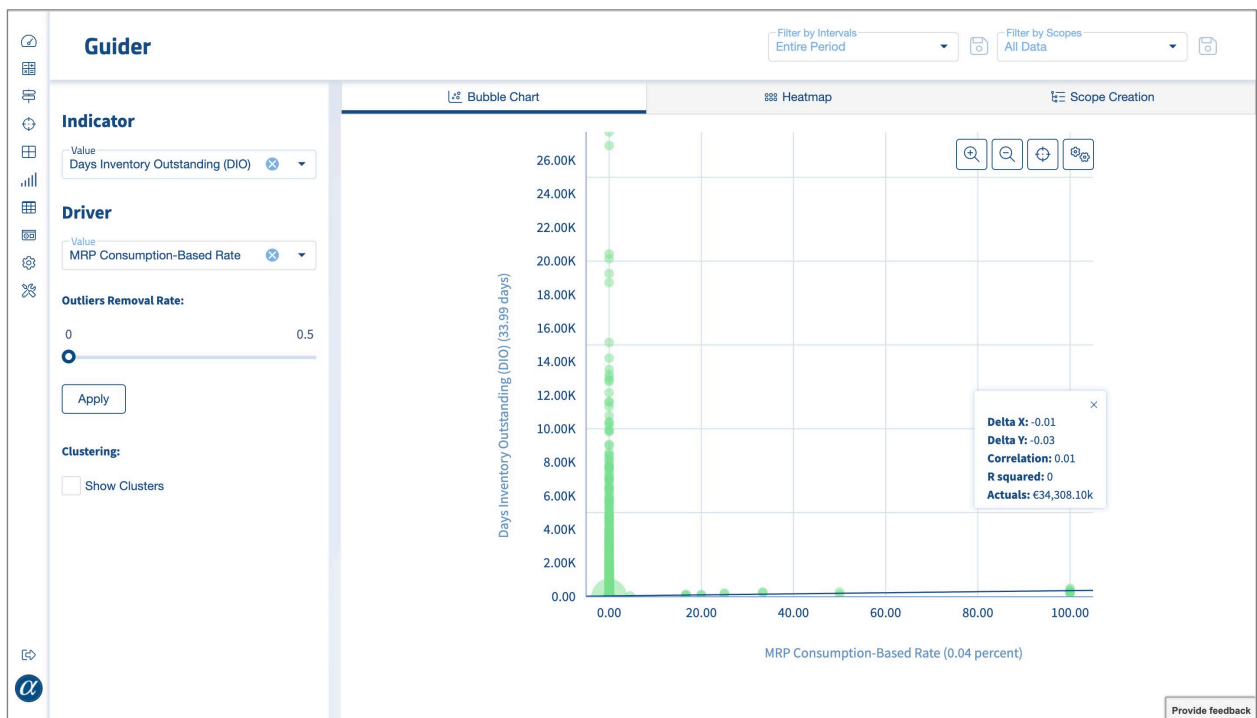 Guider
Filter by Intervals
Entire Period
Filter by Scopes
All Data
Bubble Chart
Heatmap
Scope Creation
Indicator
Value
Days Inventory Outstanding (DIO)
Driver
Value
MRP Consumption-Based Rate
Outliers Removal Rate:
0 0.5
Apply
Clustering:
Show Clusters
Days Inventory Outstanding (DIO) (33.99 days)
26.00K
24.00K
22.00K
20.00K
18.00K
16.00K
14.00K
12.00K
10.00K
8.00K
6.00K
4.00K
2.00K
0.00
0.00 20.00 40.00 60.00 80.00 100.00
MRP Consumption-Based Rate (0.04 percent)
Delta X: -0.01
Delta Y: -0.03
Correlation: 0.01
R squared: 0
Actuals: €34,308.10k
α
Provide feedback